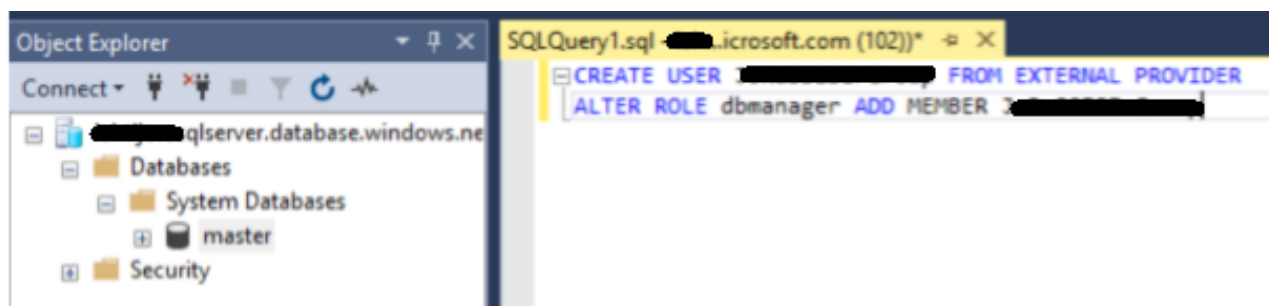 Object Explorer
SQLQuery1.sql - ..icrosoft.com (102))*
Connect
CREATE USER FROM EXTERNAL PROVIDER
ALTER ROLE dbmanager ADD MEMBER
qlserver.database.windows.ne
Databases
System Databases
master
Security